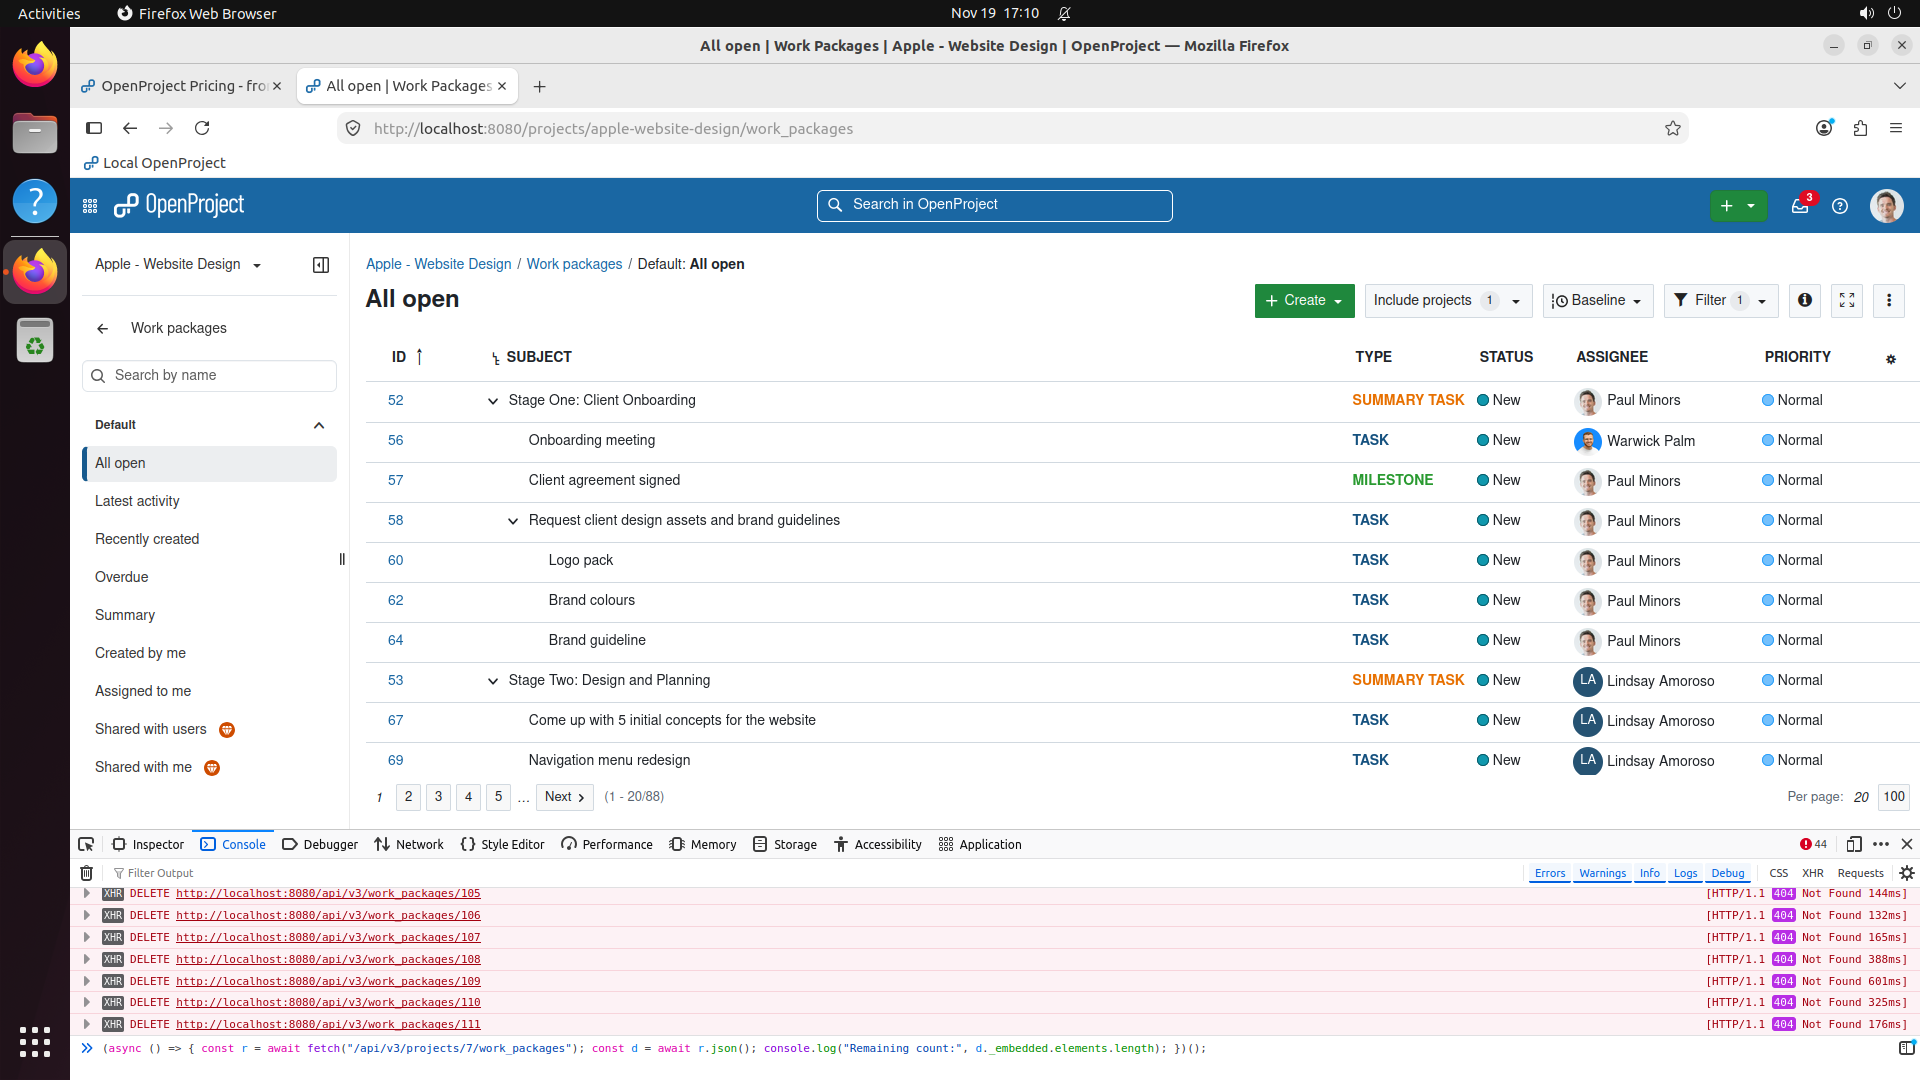 Activities
Firefox Web Browser
Nov 19 17:10
All open | Work Packages | Apple - Website Design | OpenProject — Mozilla Firefox
OpenProject Pricing - fro
All open | Work Packages
http://localhost:8080/projects/apple-website-design/work_packages
Local OpenProject
OpenProject
Search in OpenProject
3
Apple - Website Design
Work packages
Search by name
Default
All open
Latest activity
Recently created
Overdue
Summary
Created by me
Assigned to me
Shared with users
Shared with me
Apple - Website Design / Work packages / Default: All open
All open
Create
Include projects 1
Baseline
Filter 1
ID SUBJECT TYPE STATUS ASSIGNEE PRIORITY
52 Stage One: Client Onboarding SUMMARY TASK New Paul Minors Normal
56 Onboarding meeting TASK New Warwick Palm Normal
57 Client agreement signed MILESTONE New Paul Minors Normal
58 Request client design assets and brand guidelines TASK New Paul Minors Normal
60 Logo pack TASK New Paul Minors Normal
62 Brand colours TASK New Paul Minors Normal
64 Brand guideline TASK New Paul Minors Normal
53 Stage Two: Design and Planning SUMMARY TASK New LA Lindsay Amoroso Normal
67 Come up with 5 initial concepts for the website TASK New LA Lindsay Amoroso Normal
69 Navigation menu redesign TASK New LA Lindsay Amoroso Normal
1 2 3 4 5 ... Next (1 - 20/88)
Per page: 20 100
Inspector Console Debugger Network Style Editor Performance Memory Storage Accessibility Application
44
Filter Output
Errors Warnings Info Logs Debug CSS XHR Requests
XHR DELETE http://localhost:8080/api/v3/work_packages/105 [HTTP/1.1 404 Not Found 144ms]
XHR DELETE http://localhost:8080/api/v3/work_packages/106 [HTTP/1.1 404 Not Found 132ms]
XHR DELETE http://localhost:8080/api/v3/work_packages/107 [HTTP/1.1 404 Not Found 165ms]
XHR DELETE http://localhost:8080/api/v3/work_packages/108 [HTTP/1.1 404 Not Found 388ms]
XHR DELETE http://localhost:8080/api/v3/work_packages/109 [HTTP/1.1 404 Not Found 601ms]
XHR DELETE http://localhost:8080/api/v3/work_packages/110 [HTTP/1.1 404 Not Found 325ms]
XHR DELETE http://localhost:8080/api/v3/work_packages/111 [HTTP/1.1 404 Not Found 176ms]
(async () => { const r = await fetch("/api/v3/projects/7/work_packages"); const d = await r.json(); console.log("Remaining count:", d._embedded.elements.length); })();